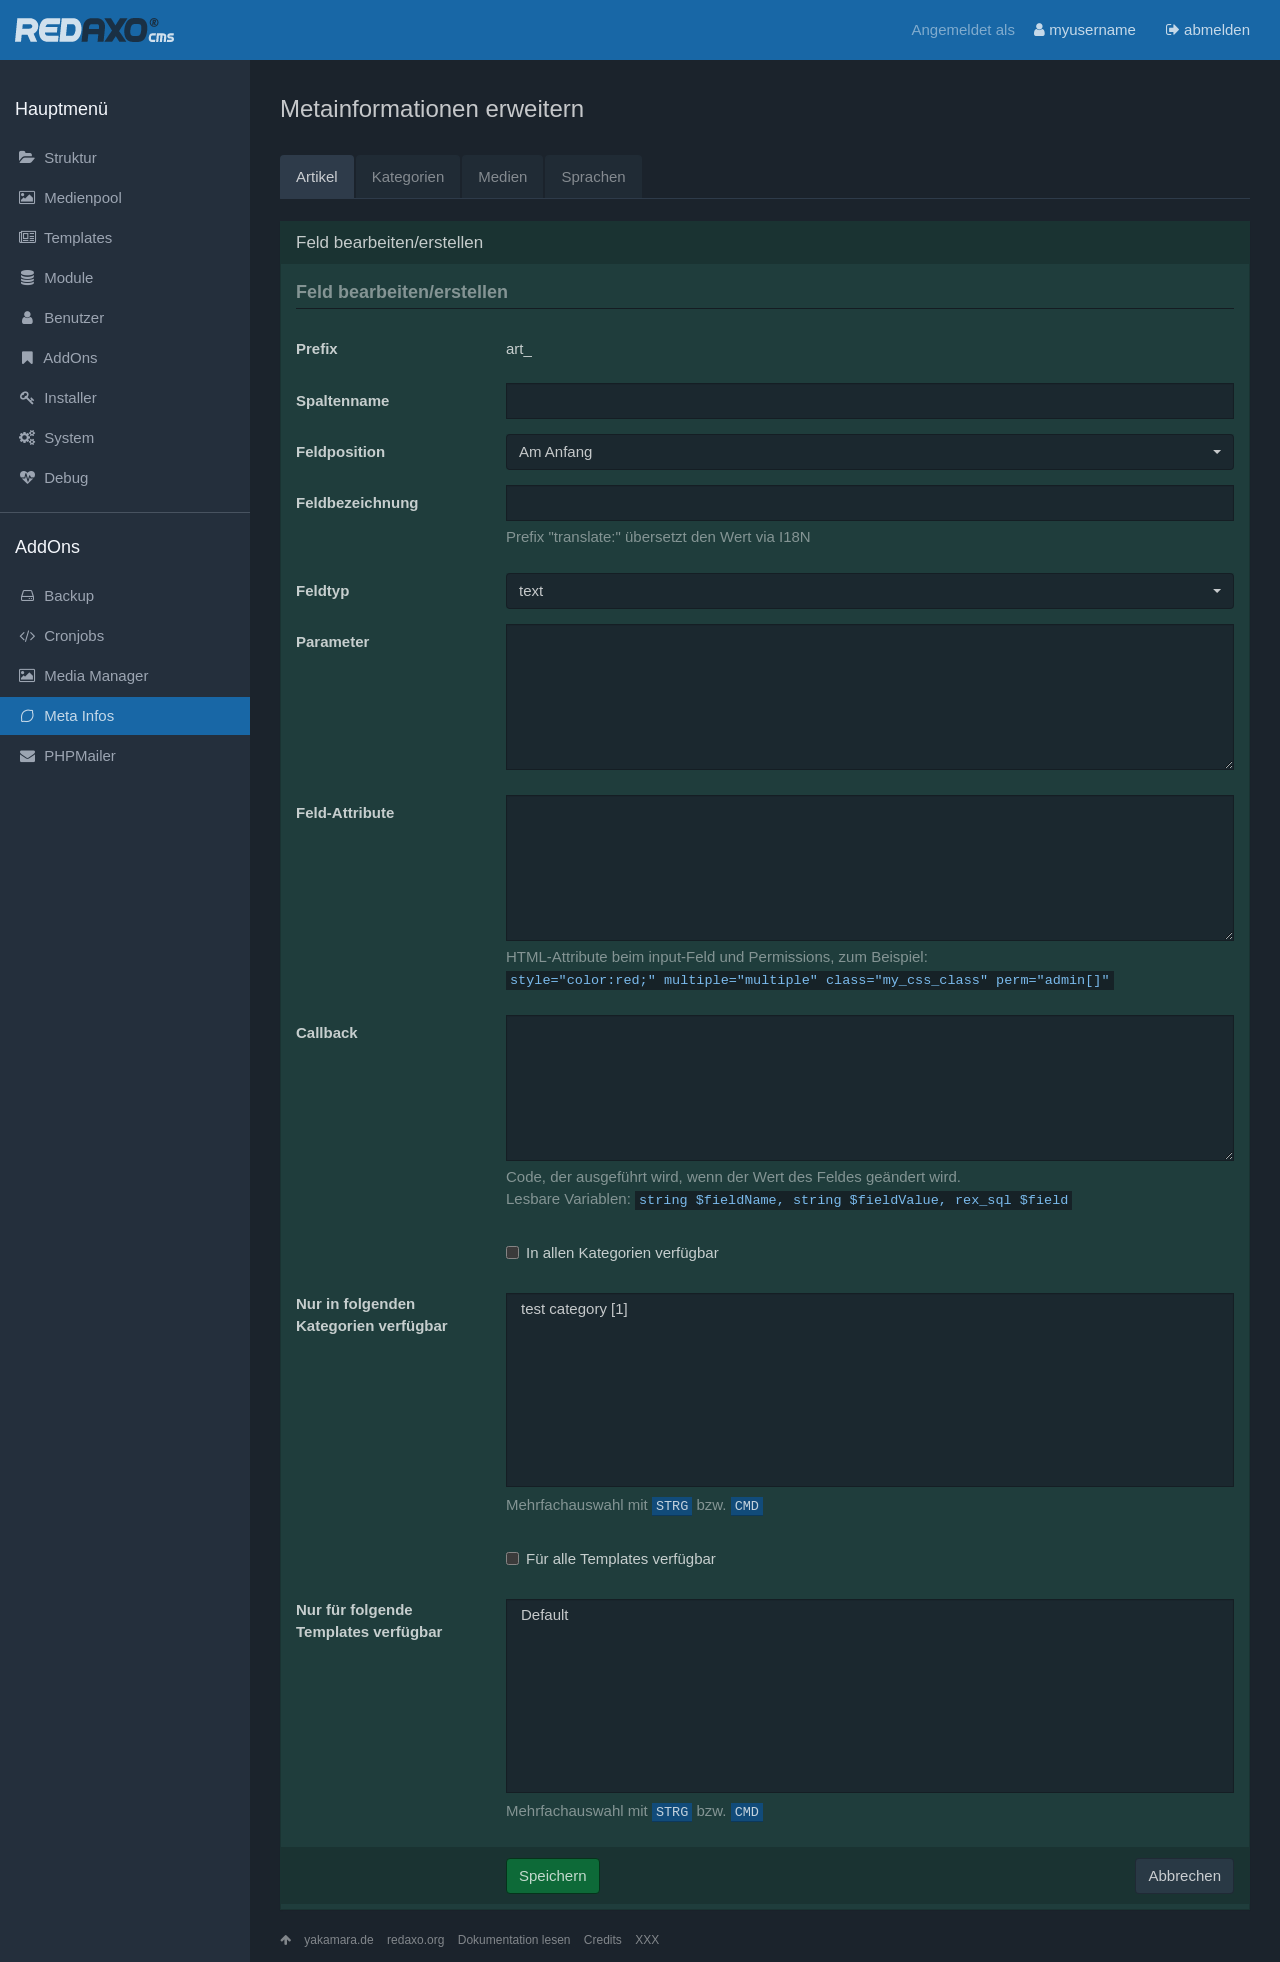 REDAXO® cms
Angemeldet als myusername abmelden
Hauptmenü
Struktur
Medienpool
Templates
Module
Benutzer
AddOns
Installer
System
Debug
AddOns
Backup
Cronjobs
Media Manager
Meta Infos
PHPMailer
Metainformationen erweitern
Artikel Kategorien Medien Sprachen
Feld bearbeiten/erstellen
Feld bearbeiten/erstellen
Prefix art_
Spaltenname
Feldposition Am Anfang
Feldbezeichnung
Prefix "translate:" übersetzt den Wert via I18N
Feldtyp text
Parameter
Feld-Attribute
HTML-Attribute beim input-Feld und Permissions, zum Beispiel:
style="color:red;" multiple="multiple" class="my_css_class" perm="admin[]"
Callback
Code, der ausgeführt wird, wenn der Wert des Feldes geändert wird.
Lesbare Variablen: string $fieldName, string $fieldValue, rex_sql $field
In allen Kategorien verfügbar
Nur in folgenden
Kategorien verfügbar
test category [1]
Mehrfachauswahl mit STRG bzw. CMD
Für alle Templates verfügbar
Nur für folgende
Templates verfügbar
Default
Mehrfachauswahl mit STRG bzw. CMD
Speichern Abbrechen
yakamara.de redaxo.org Dokumentation lesen Credits XXX